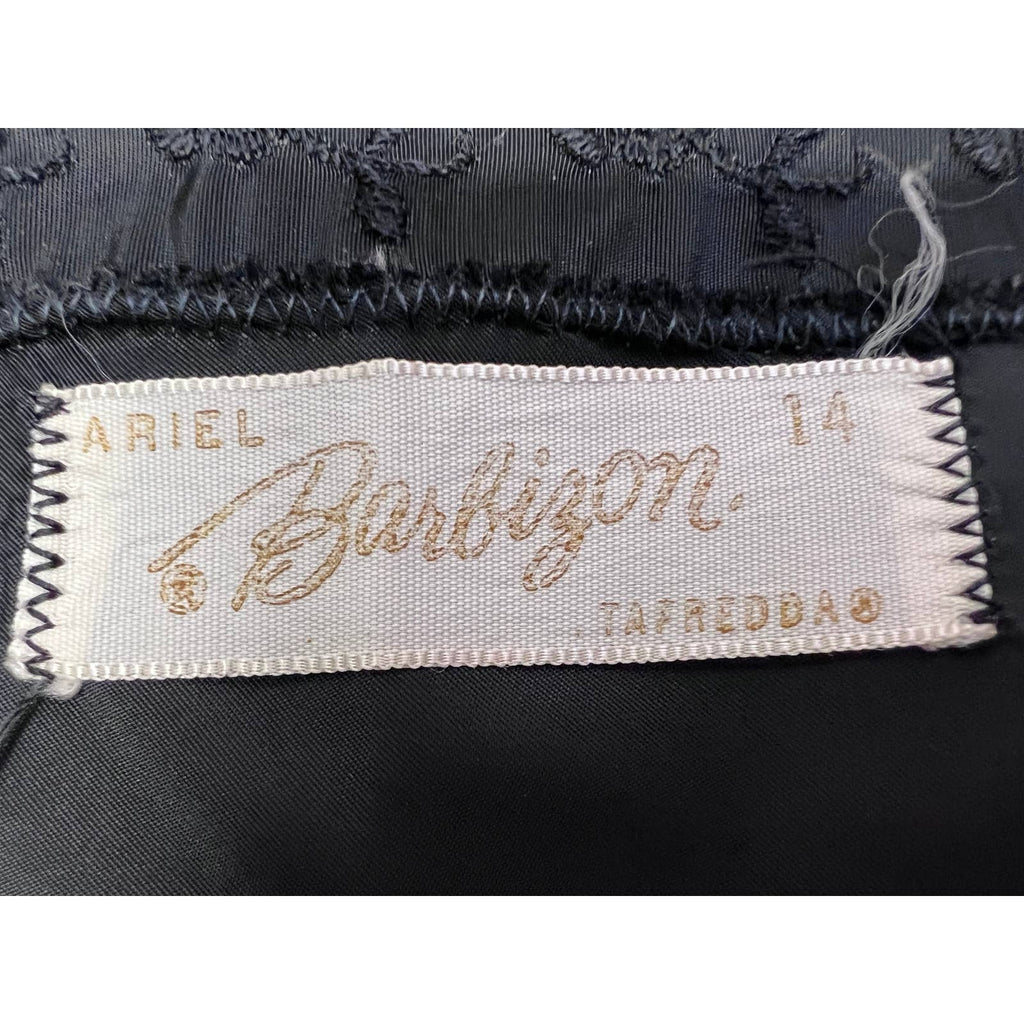 ARIEL 14
Barbizon.
®
TAFREDDA®